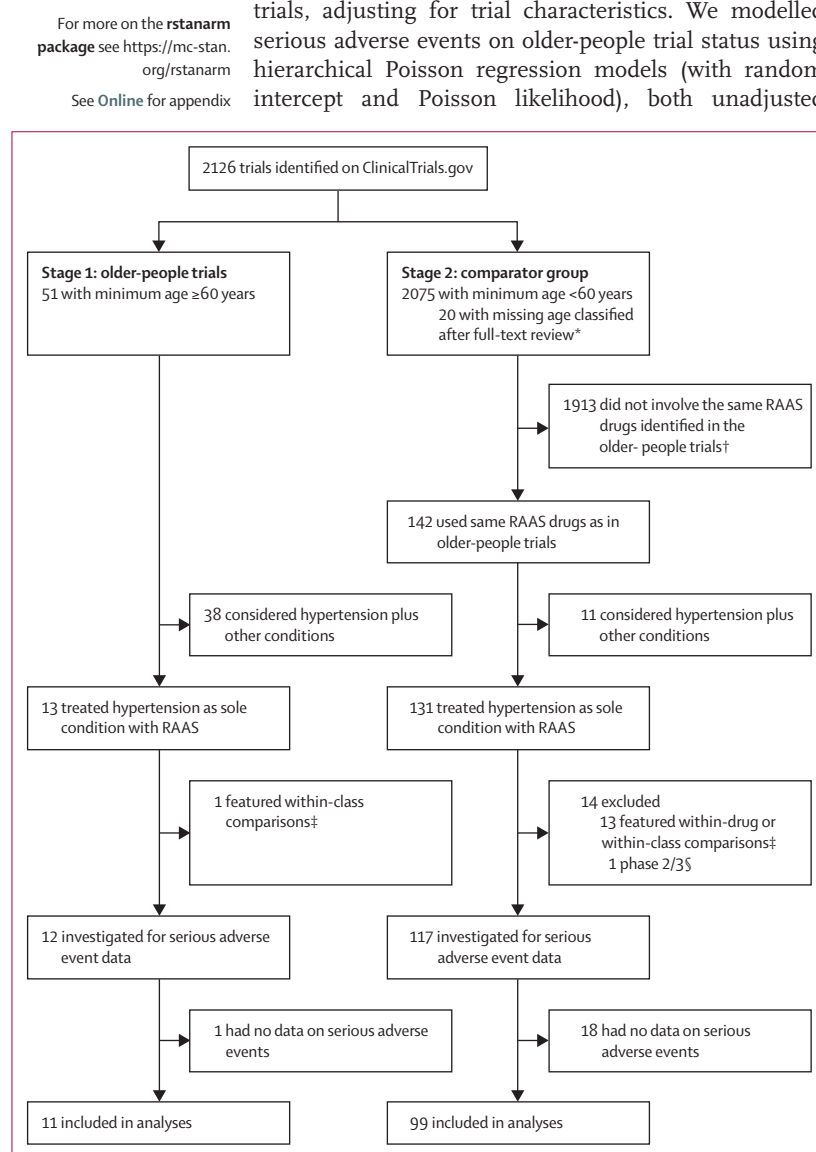 For more on the rstanarm
package see https://mc-stan.
org/rstanarm
See Online for appendix
trials, adjusting for trial characteristics. We modelled
serious adverse events on older-people trial status using
hierarchical Poisson regression models (with random
intercept and Poisson likelihood), both unadjusted
2126 trials identified on ClinicalTrials.gov
Stage 1: older-people trials
51 with minimum age ≥60 years
Stage 2: comparator group
2075 with minimum age <60 years
20 with missing age classified
after full-text review*
1913 did not involve the same RAAS
drugs identified in the
older- people trials†
142 used same RAAS drugs as in
older-people trials
38 considered hypertension plus
other conditions
11 considered hypertension plus
other conditions
13 treated hypertension as sole
condition with RAAS
131 treated hypertension as sole
condition with RAAS
1 featured within-class
comparisons‡
14 excluded
13 featured within-drug or
within-class comparisons‡
1 phase 2/3§
12 investigated for serious adverse
event data
117 investigated for serious
adverse event data
1 had no data on serious adverse
events
18 had no data on serious
adverse events
11 included in analyses
99 included in analyses